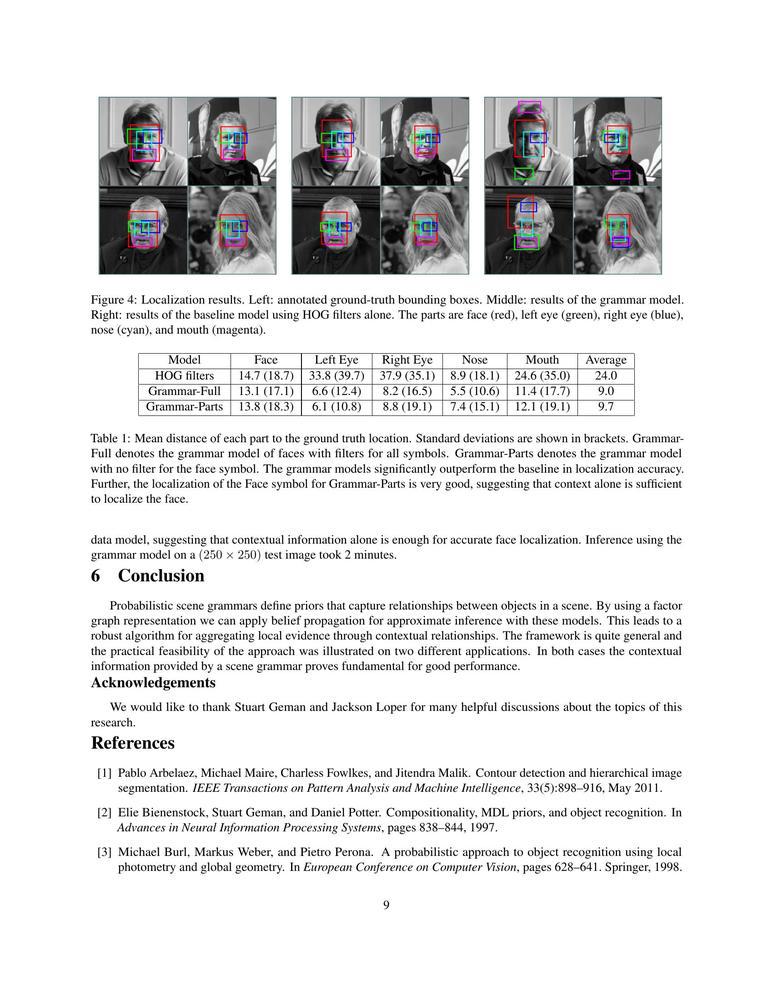 Figure 4: Localization results. Left: annotated ground-truth bounding boxes. Middle: results of the grammar model.
Right: results of the baseline model using HOG filters alone. The parts are face (red), left eye (green), right eye (blue),
nose (cyan), and mouth (magenta).
Model Face Left Eye Right Eye Nose Mouth Average
HOG filters 14.7 (18.7) 33.8 (39.7) 37.9 (35.1) 8.9 (18.1) 24.6 (35.0) 24.0
Grammar-Full 13.1 (17.1) 6.6 (12.4) 8.2 (16.5) 5.5 (10.6) 11.4 (17.7) 9.0
Grammar-Parts 13.8 (18.3) 6.1 (10.8) 8.8 (19.1) 7.4 (15.1) 12.1 (19.1) 9.7
Table 1: Mean distance of each part to the ground truth location. Standard deviations are shown in brackets. Grammar-
Full denotes the grammar model of faces with filters for all symbols. Grammar-Parts denotes the grammar model
with no filter for the face symbol. The grammar models significantly outperform the baseline in localization accuracy.
Further, the localization of the Face symbol for Grammar-Parts is very good, suggesting that context alone is sufficient
to localize the face.
data model, suggesting that contextual information alone is enough for accurate face localization. Inference using the
grammar model on a (250 × 250) test image took 2 minutes.
6 Conclusion
Probabilistic scene grammars define priors that capture relationships between objects in a scene. By using a factor
graph representation we can apply belief propagation for approximate inference with these models. This leads to a
robust algorithm for aggregating local evidence through contextual relationships. The framework is quite general and
the practical feasibility of the approach was illustrated on two different applications. In both cases the contextual
information provided by a scene grammar proves fundamental for good performance.
Acknowledgements
We would like to thank Stuart Geman and Jackson Loper for many helpful discussions about the topics of this
research.
References
[1] Pablo Arbelaez, Michael Maire, Charless Fowlkes, and Jitendra Malik. Contour detection and hierarchical image
segmentation. IEEE Transactions on Pattern Analysis and Machine Intelligence, 33(5):898–916, May 2011.
[2] Elie Bienenstock, Stuart Geman, and Daniel Potter. Compositionality, MDL priors, and object recognition. In
Advances in Neural Information Processing Systems, pages 838–844, 1997.
[3] Michael Burl, Markus Weber, and Pietro Perona. A probabilistic approach to object recognition using local
photometry and global geometry. In European Conference on Computer Vision, pages 628–641. Springer, 1998.
9